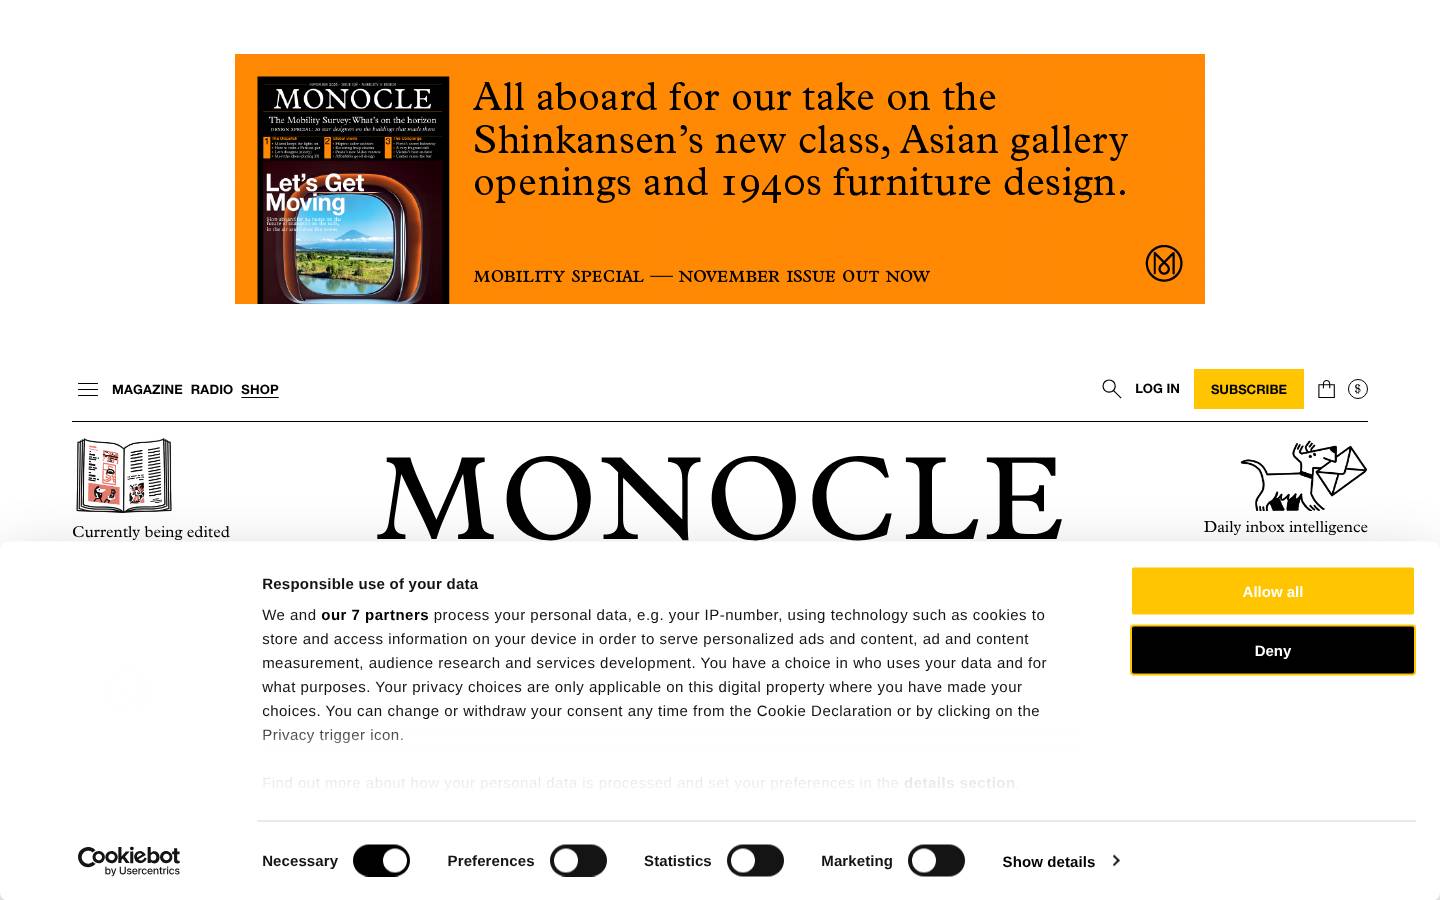 MONOCLE
The Mobility Survey: What's on the horizon
Let's Get
Moving
All aboard for our take on the
Shinkansen's new class, Asian gallery
openings and 1940s furniture design.
MOBILITY SPECIAL — NOVEMBER ISSUE OUT NOW
MAGAZINE RADIO SHOP
LOG IN SUBSCRIBE $
MONOCLE
Currently being edited
Daily inbox intelligence
Responsible use of your data
We and our 7 partners process your personal data, e.g. your IP-number, using technology such as cookies to
store and access information on your device in order to serve personalized ads and content, ad and content
measurement, audience research and services development. You have a choice in who uses your data and for
what purposes. Your privacy choices are only applicable on this digital property where you have made your
choices. You can change or withdraw your consent any time from the Cookie Declaration or by clicking on the
Privacy trigger icon.
Find out more about how your personal data is processed and set your preferences in the details section.
Allow all
Deny
Cookiebot
by Usercentrics
Necessary Preferences Statistics Marketing Show details